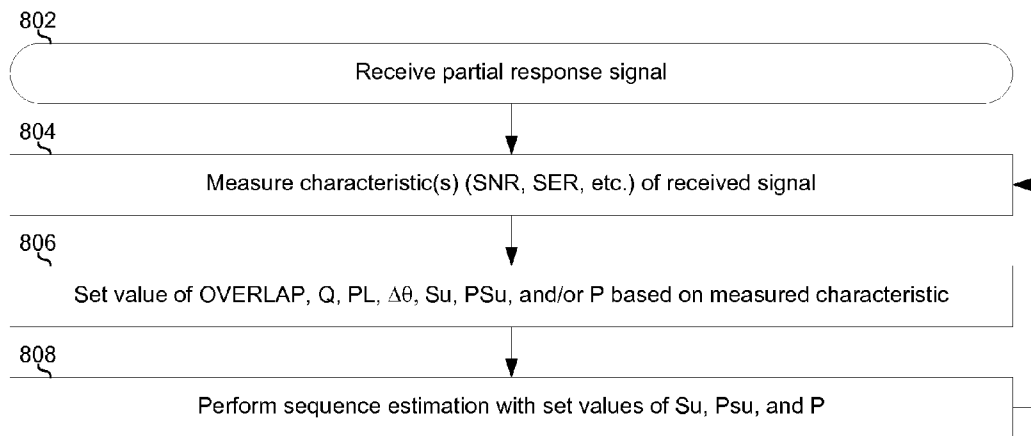 802
Receive partial response signal
804
Measure characteristic(s) (SNR, SER, etc.) of received signal
806
Set value of OVERLAP, Q, PL, Δθ, Su, PSu, and/or P based on measured characteristic
808
Perform sequence estimation with set values of Su, Psu, and P